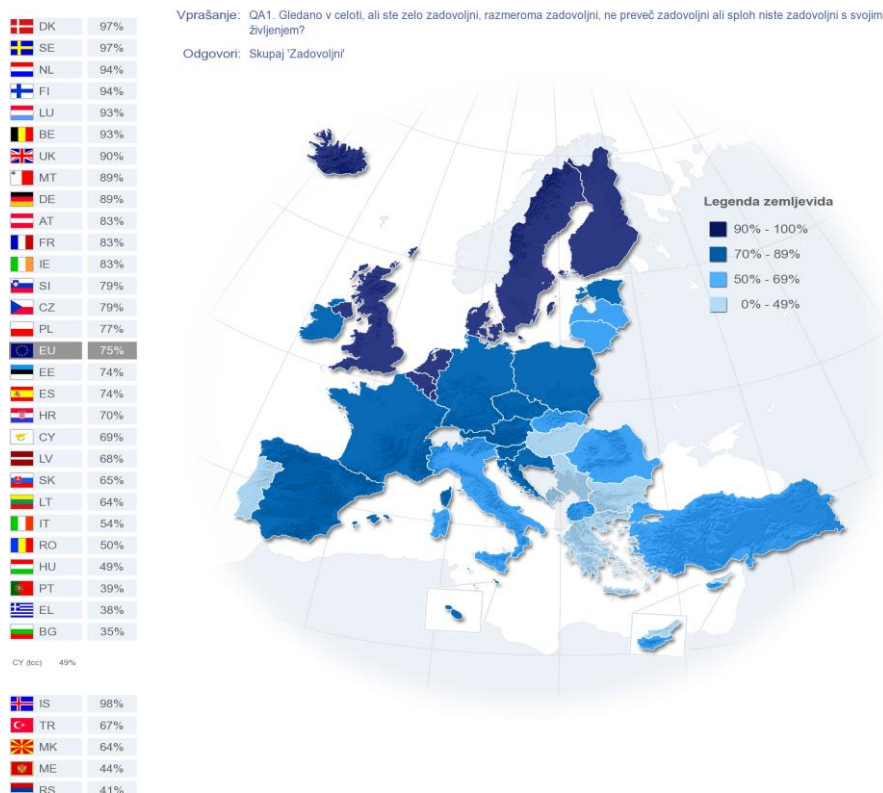 Vprašanje: QA1. Gledano v celoti, ali ste zelo zadovoljni, razmeroma zadovoljni, ne preveč zadovoljni ali sploh niste zadovoljni s svojim
življenjem?
Odgovori: Skupaj 'Zadovoljni'
DK 97%
SE 97%
NL 94%
FI 94%
LU 93%
BE 93%
UK 90%
MT 89%
DE 89%
AT 83%
FR 83%
IE 83%
SI 79%
CZ 79%
PL 77%
EU 75%
EE 74%
ES 74%
HR 70%
CY 69%
LV 68%
SK 65%
LT 64%
IT 54%
RO 50%
HU 49%
PT 39%
EL 38%
BG 35%
CY (tcc) 49%
IS 98%
TR 67%
MK 64%
ME 44%
RS 41%
Legenda zemljevida
90% - 100%
70% - 89%
50% - 69%
0% - 49%